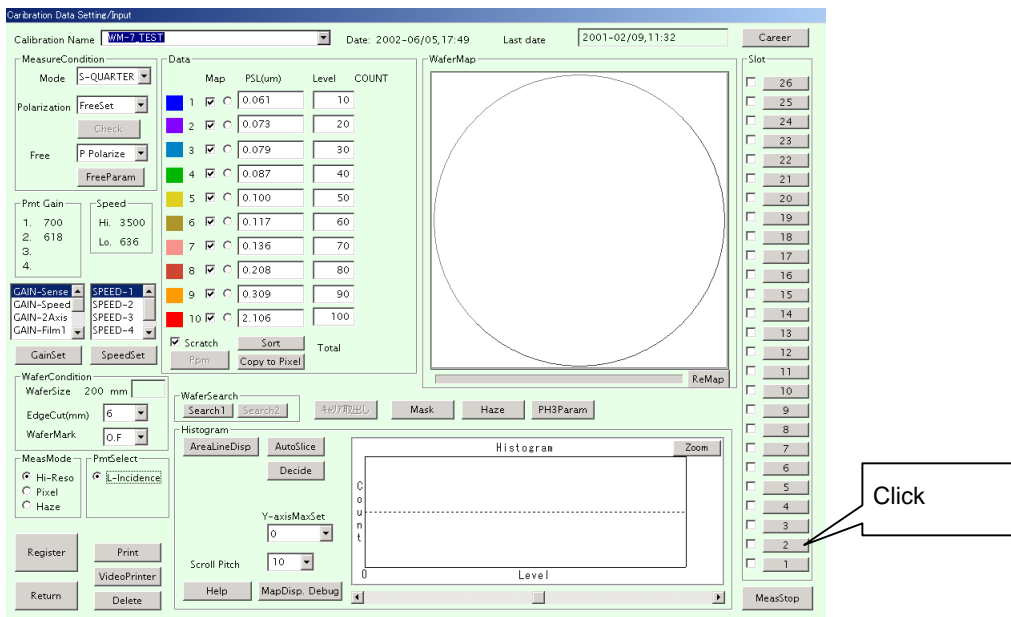 Caribration Data Setting/Input
Calibration Name WM-7_TEST Date: 2002-06/05,17:49 Last date 2001-02/09,11:32 Career
MeasureCondition
Mode S-QUARTER
Polarization FreeSet
Check
Free P Polarize
FreeParam
Pmt Gain
1. 700
2. 618
3.
4.
Speed
Hi. 3500
Lo. 636
GAIN-Sense
GAIN-Speed
GAIN-2Axis
GAIN-Film1
SPEED-1
SPEED-2
SPEED-3
SPEED-4
GainSet SpeedSet
WaferCondition
WaferSize 200 mm
EdgeCut(mm) 6
WaferMark O.F
MeasMode
Hi-Reso
Pixel
Haze
PmtSelect
L-Incidence
Register Print
VideoPrinter
Return Delete
Data
Map PSL(um) Level COUNT
1 0.061 10
2 0.073 20
3 0.079 30
4 0.087 40
5 0.100 50
6 0.117 60
7 0.136 70
8 0.208 80
9 0.309 90
10 2.106 100
Scratch Sort Total
Ppm Copy to Pixel
WaferMap
ReMap
WaferSearch
Search1 Search2 ｷｬﾘｱ取出し Mask Haze PH3Param
Histogram
AreaLineDisp AutoSlice
Decide
Y-axisMaxSet
0
Scroll Pitch 10
Help MapDisp. Debug
Histogram Zoom
Count
0 Level
Slot
26
25
24
23
22
21
20
19
18
17
16
15
14
13
12
11
10
9
8
7
6
5
4
3
2
1
MeasStop
Click